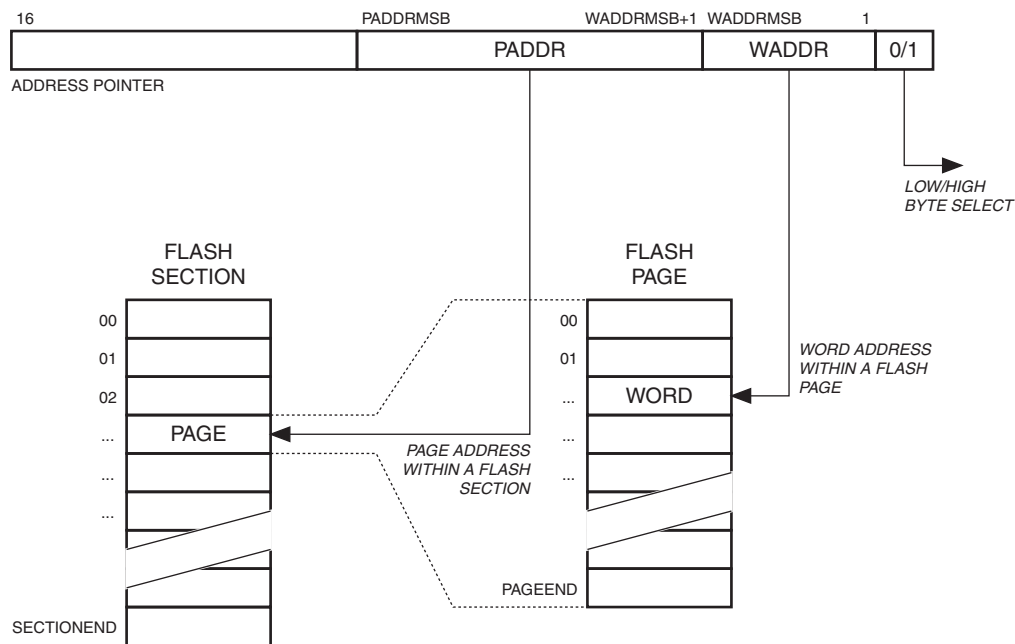 16 PADDRMSB WADDRMSB+1 WADDRMSB 1
PADDR WADDR 0/1
ADDRESS POINTER
LOW/HIGH
BYTE SELECT
FLASH
SECTION
FLASH
PAGE
00
01
02
...
PAGE
...
...
SECTIONEND
00
01
...
WORD
...
...
PAGEEND
WORD ADDRESS
WITHIN A FLASH
PAGE
PAGE ADDRESS
WITHIN A FLASH
SECTION